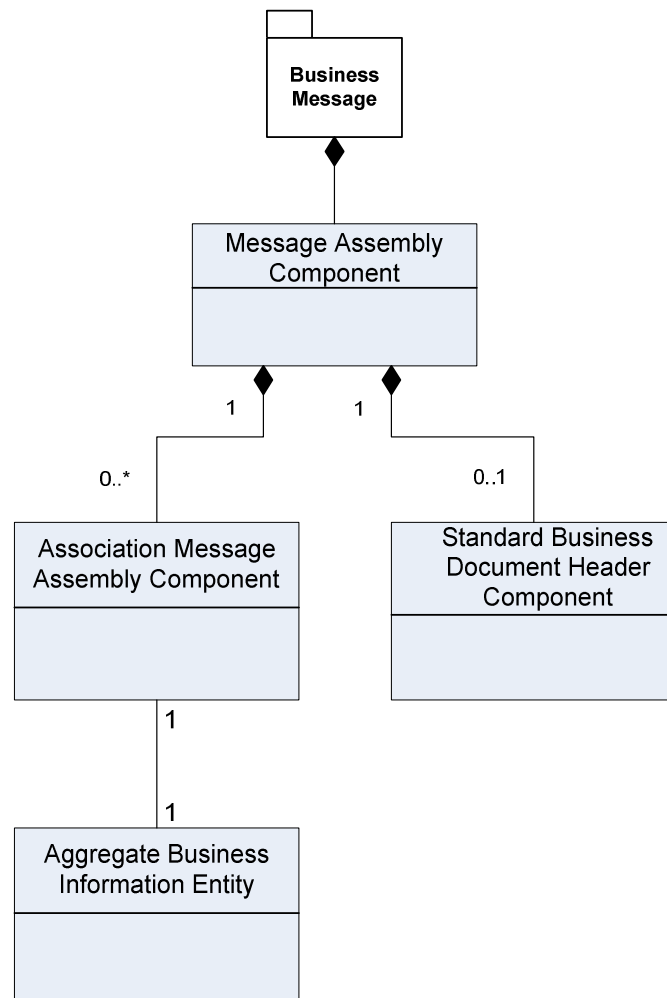 Business
Message
Message Assembly
Component
1
1
0..*
0..1
Association Message
Assembly Component
Standard Business
Document Header
Component
1
1
Aggregate Business
Information Entity